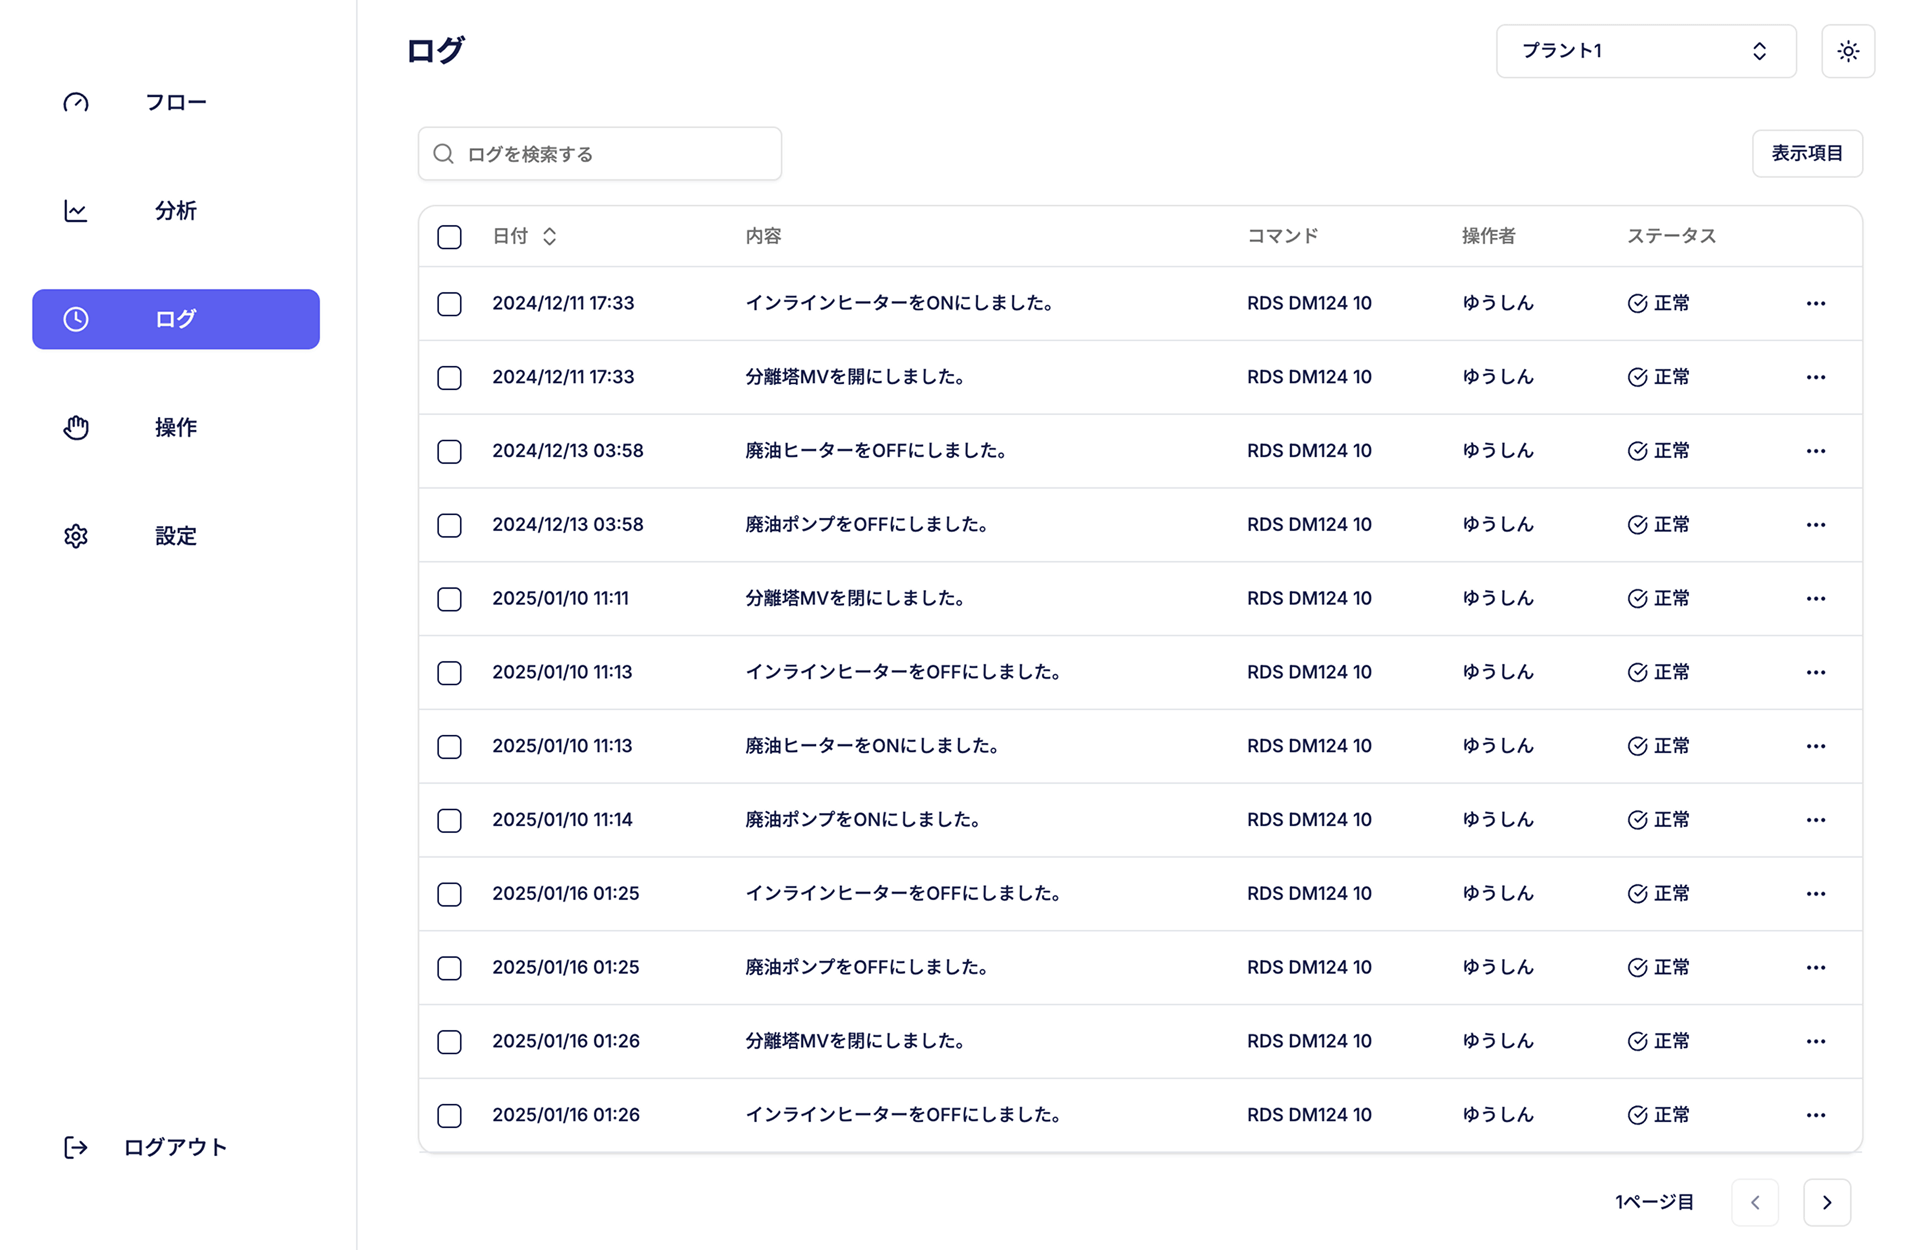 フロー
分析
ログ
操作
設定
ログアウト
ログ
プラント1
ログを検索する
表示項目
日付 内容 コマンド 操作者 ステータス
2024/12/11 17:33 インラインヒーターをONにしました。 RDS DM124 10 ゆうしん 正常
2024/12/11 17:33 分離塔MVを開にしました。 RDS DM124 10 ゆうしん 正常
2024/12/13 03:58 廃油ヒーターをOFFにしました。 RDS DM124 10 ゆうしん 正常
2024/12/13 03:58 廃油ポンプをOFFにしました。 RDS DM124 10 ゆうしん 正常
2025/01/10 11:11 分離塔MVを閉にしました。 RDS DM124 10 ゆうしん 正常
2025/01/10 11:13 インラインヒーターをOFFにしました。 RDS DM124 10 ゆうしん 正常
2025/01/10 11:13 廃油ヒーターをONにしました。 RDS DM124 10 ゆうしん 正常
2025/01/10 11:14 廃油ポンプをONにしました。 RDS DM124 10 ゆうしん 正常
2025/01/16 01:25 インラインヒーターをOFFにしました。 RDS DM124 10 ゆうしん 正常
2025/01/16 01:25 廃油ポンプをOFFにしました。 RDS DM124 10 ゆうしん 正常
2025/01/16 01:26 分離塔MVを閉にしました。 RDS DM124 10 ゆうしん 正常
2025/01/16 01:26 インラインヒーターをOFFにしました。 RDS DM124 10 ゆうしん 正常
1ページ目